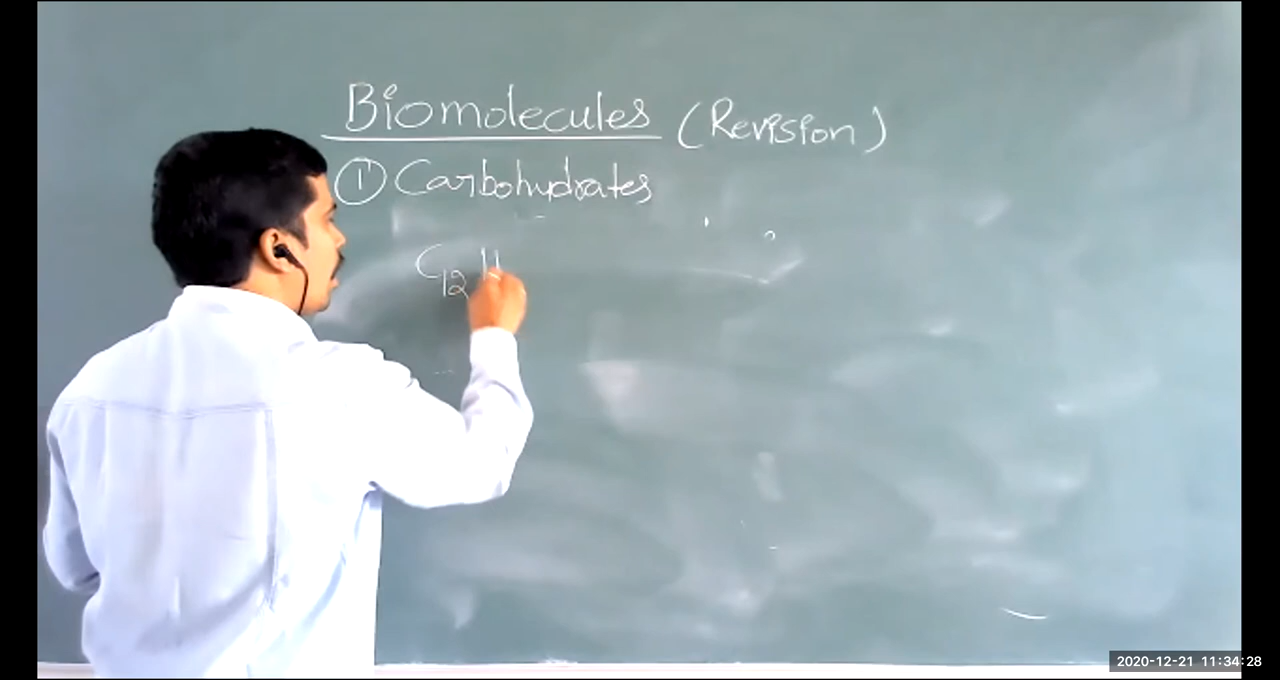 Biomolecules (Revision)
① Carbohydrates
C₁₂ H
2020-12-21 11:34:28